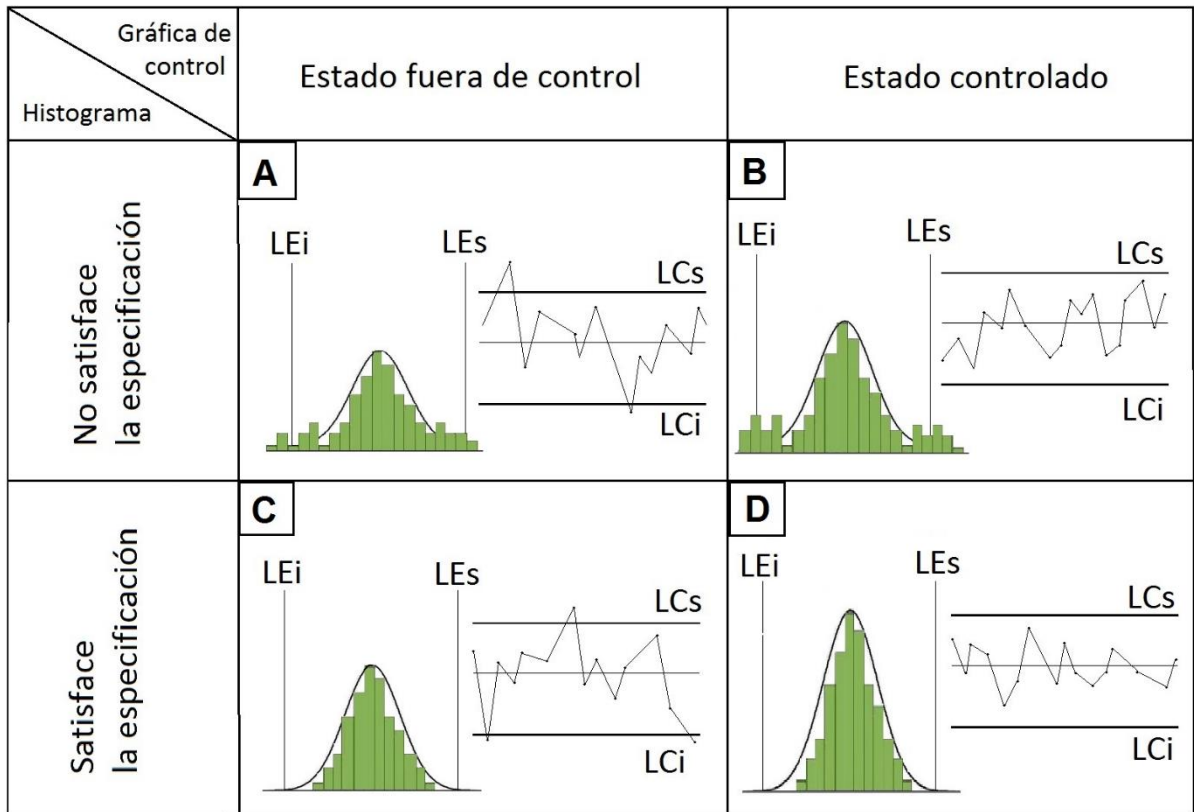 Gráfica de
control
Histograma
Estado fuera de control
Estado controlado
No satisface
la especificación
A
LEi
LEs
LCs
LCi
B
LEi
LEs
LCs
LCi
Satisface
la especificación
C
LEi
LEs
LCs
LCi
D
LEi
LEs
LCs
LCi